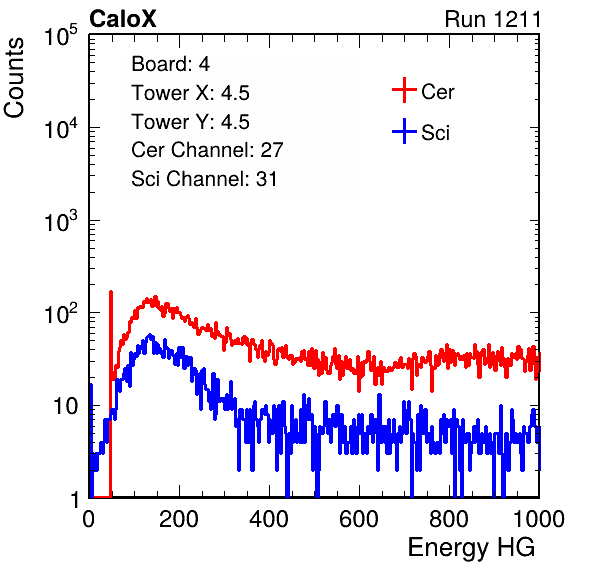 CaloX Run 1211
Counts
Board: 4
Tower X: 4.5
Tower Y: 4.5
Cer Channel: 27
Sci Channel: 31
Cer
Sci
10^5
10^4
10^3
10^2
10
1
0 200 400 600 800 1000
Energy HG